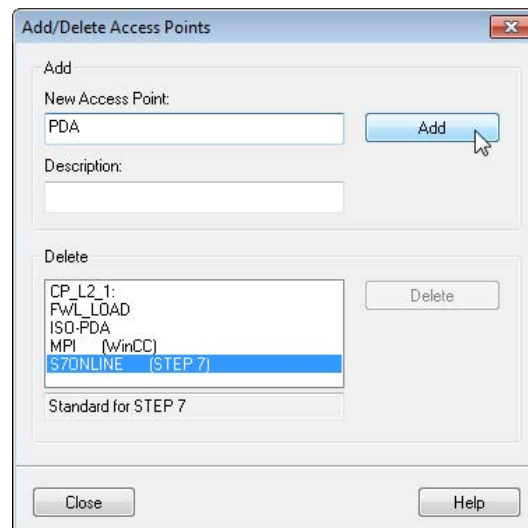 Add/Delete Access Points
Add
New Access Point:
PDA
Add
Description:
Delete
CP_L2_1:
FWL_LOAD
ISO-PDA
MPI (WinCC)
S7ONLINE (STEP 7)
Delete
Standard for STEP 7
Close
Help